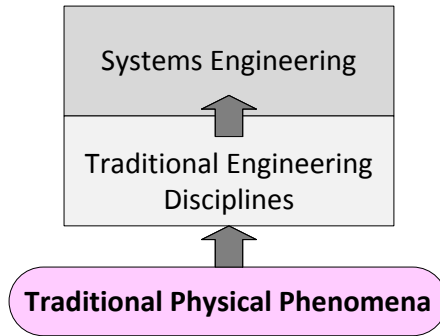 Systems Engineering
Traditional Engineering
Disciplines
Traditional Physical Phenomena